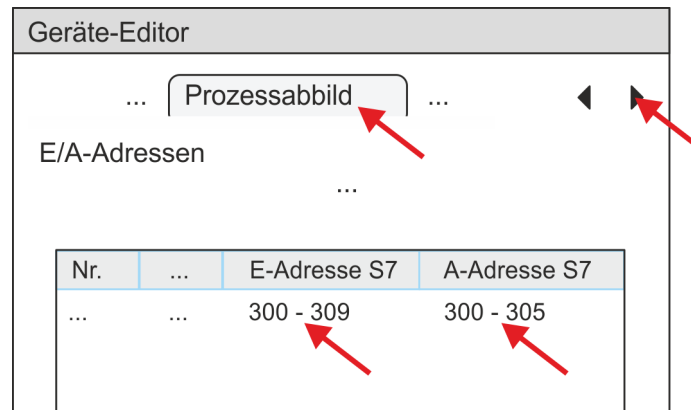 Geräte-Editor
... Prozessabbild ...
E/A-Adressen
...
Nr. ... E-Adresse S7 A-Adresse S7
... ... 300 - 309 300 - 305